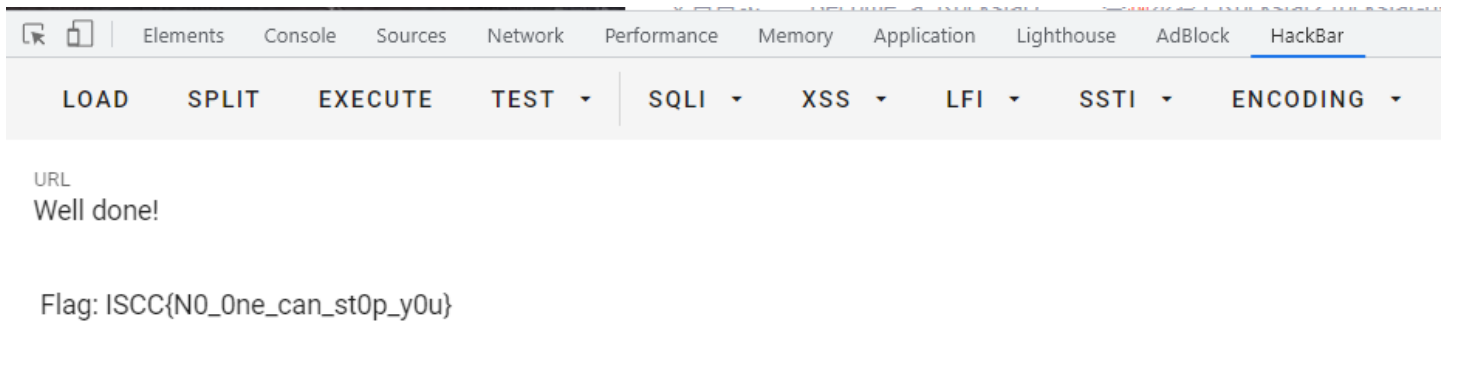 Elements Console Sources Network Performance Memory Application Lighthouse AdBlock HackBar
LOAD SPLIT EXECUTE TEST SQLI XSS LFI SSTI ENCODING
URL
Well done!
Flag: ISCC{N0_0ne_can_st0p_y0u}